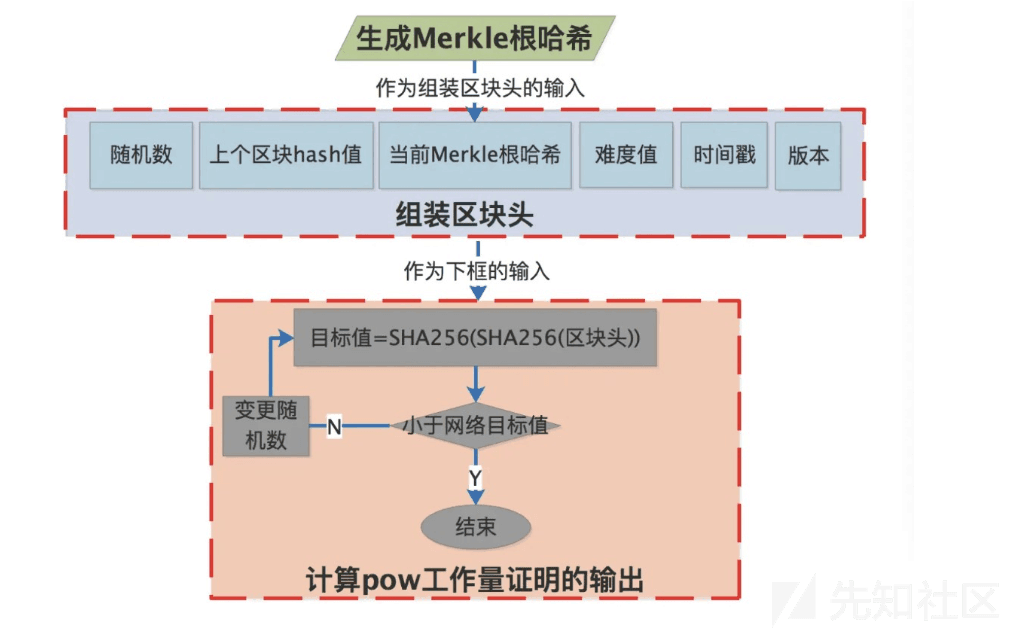 生成Merkle根哈希
作为组装区块头的输入
随机数
上个区块hash值
当前Merkle根哈希
难度值
时间戳
版本
组装区块头
作为下框的输入
目标值=SHA256(SHA256(区块头))
变更随
机数
N
小于网络目标值
Y
结束
计算pow工作量证明的输出
先知社区